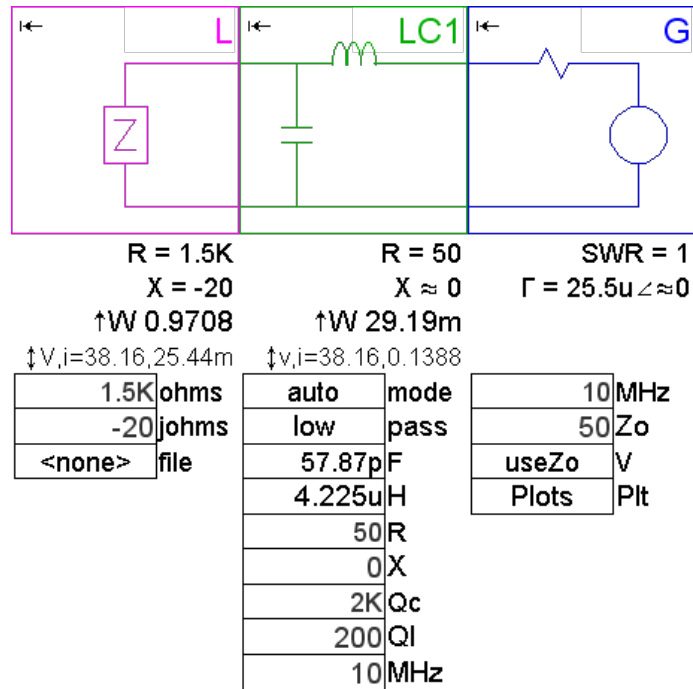 L LC1 G
Z
R = 1.5K R = 50 SWR = 1
X = -20 X ≈ 0 Γ = 25.5u∠≈0
↑W 0.9708 ↑W 29.19m
↕V,i=38.16,25.44m ↕v,i=38.16,0.1388
1.5K ohms auto mode 10 MHz
-20 johms low pass 50 Zo
<none> file 57.87p F useZo V
4.225u H Plots Plt
50 R
0 X
2K Qc
200 Ql
10 MHz